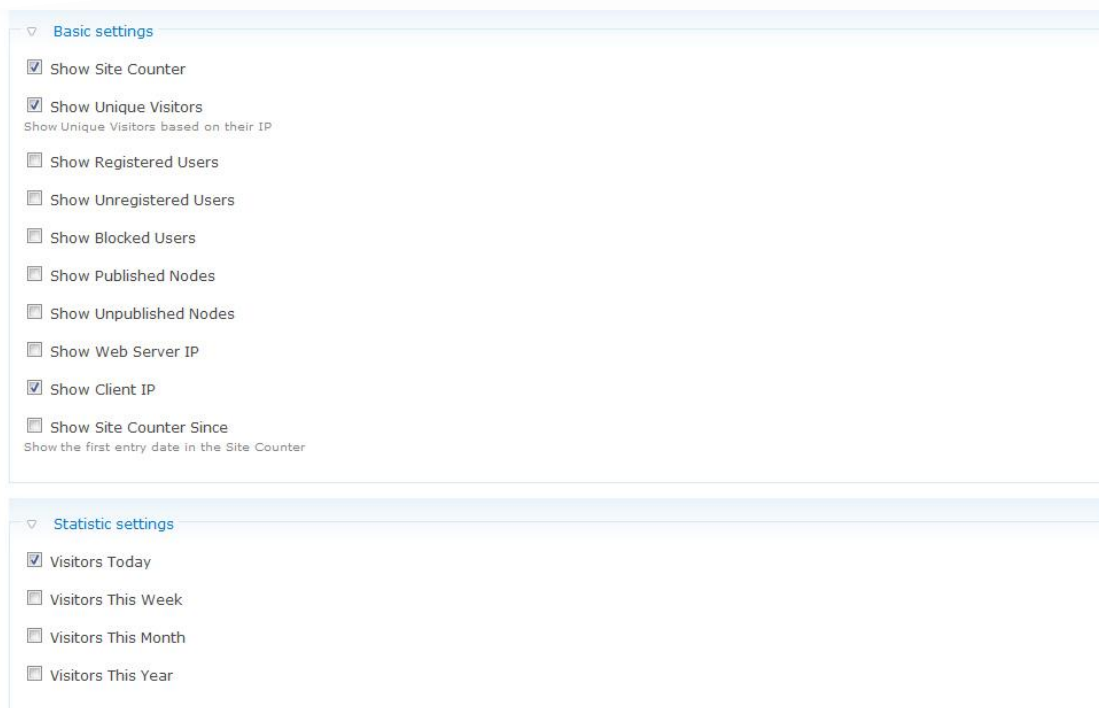 Basic settings
Show Site Counter
Show Unique Visitors
Show Unique Visitors based on their IP
Show Registered Users
Show Unregistered Users
Show Blocked Users
Show Published Nodes
Show Unpublished Nodes
Show Web Server IP
Show Client IP
Show Site Counter Since
Show the first entry date in the Site Counter
Statistic settings
Visitors Today
Visitors This Week
Visitors This Month
Visitors This Year